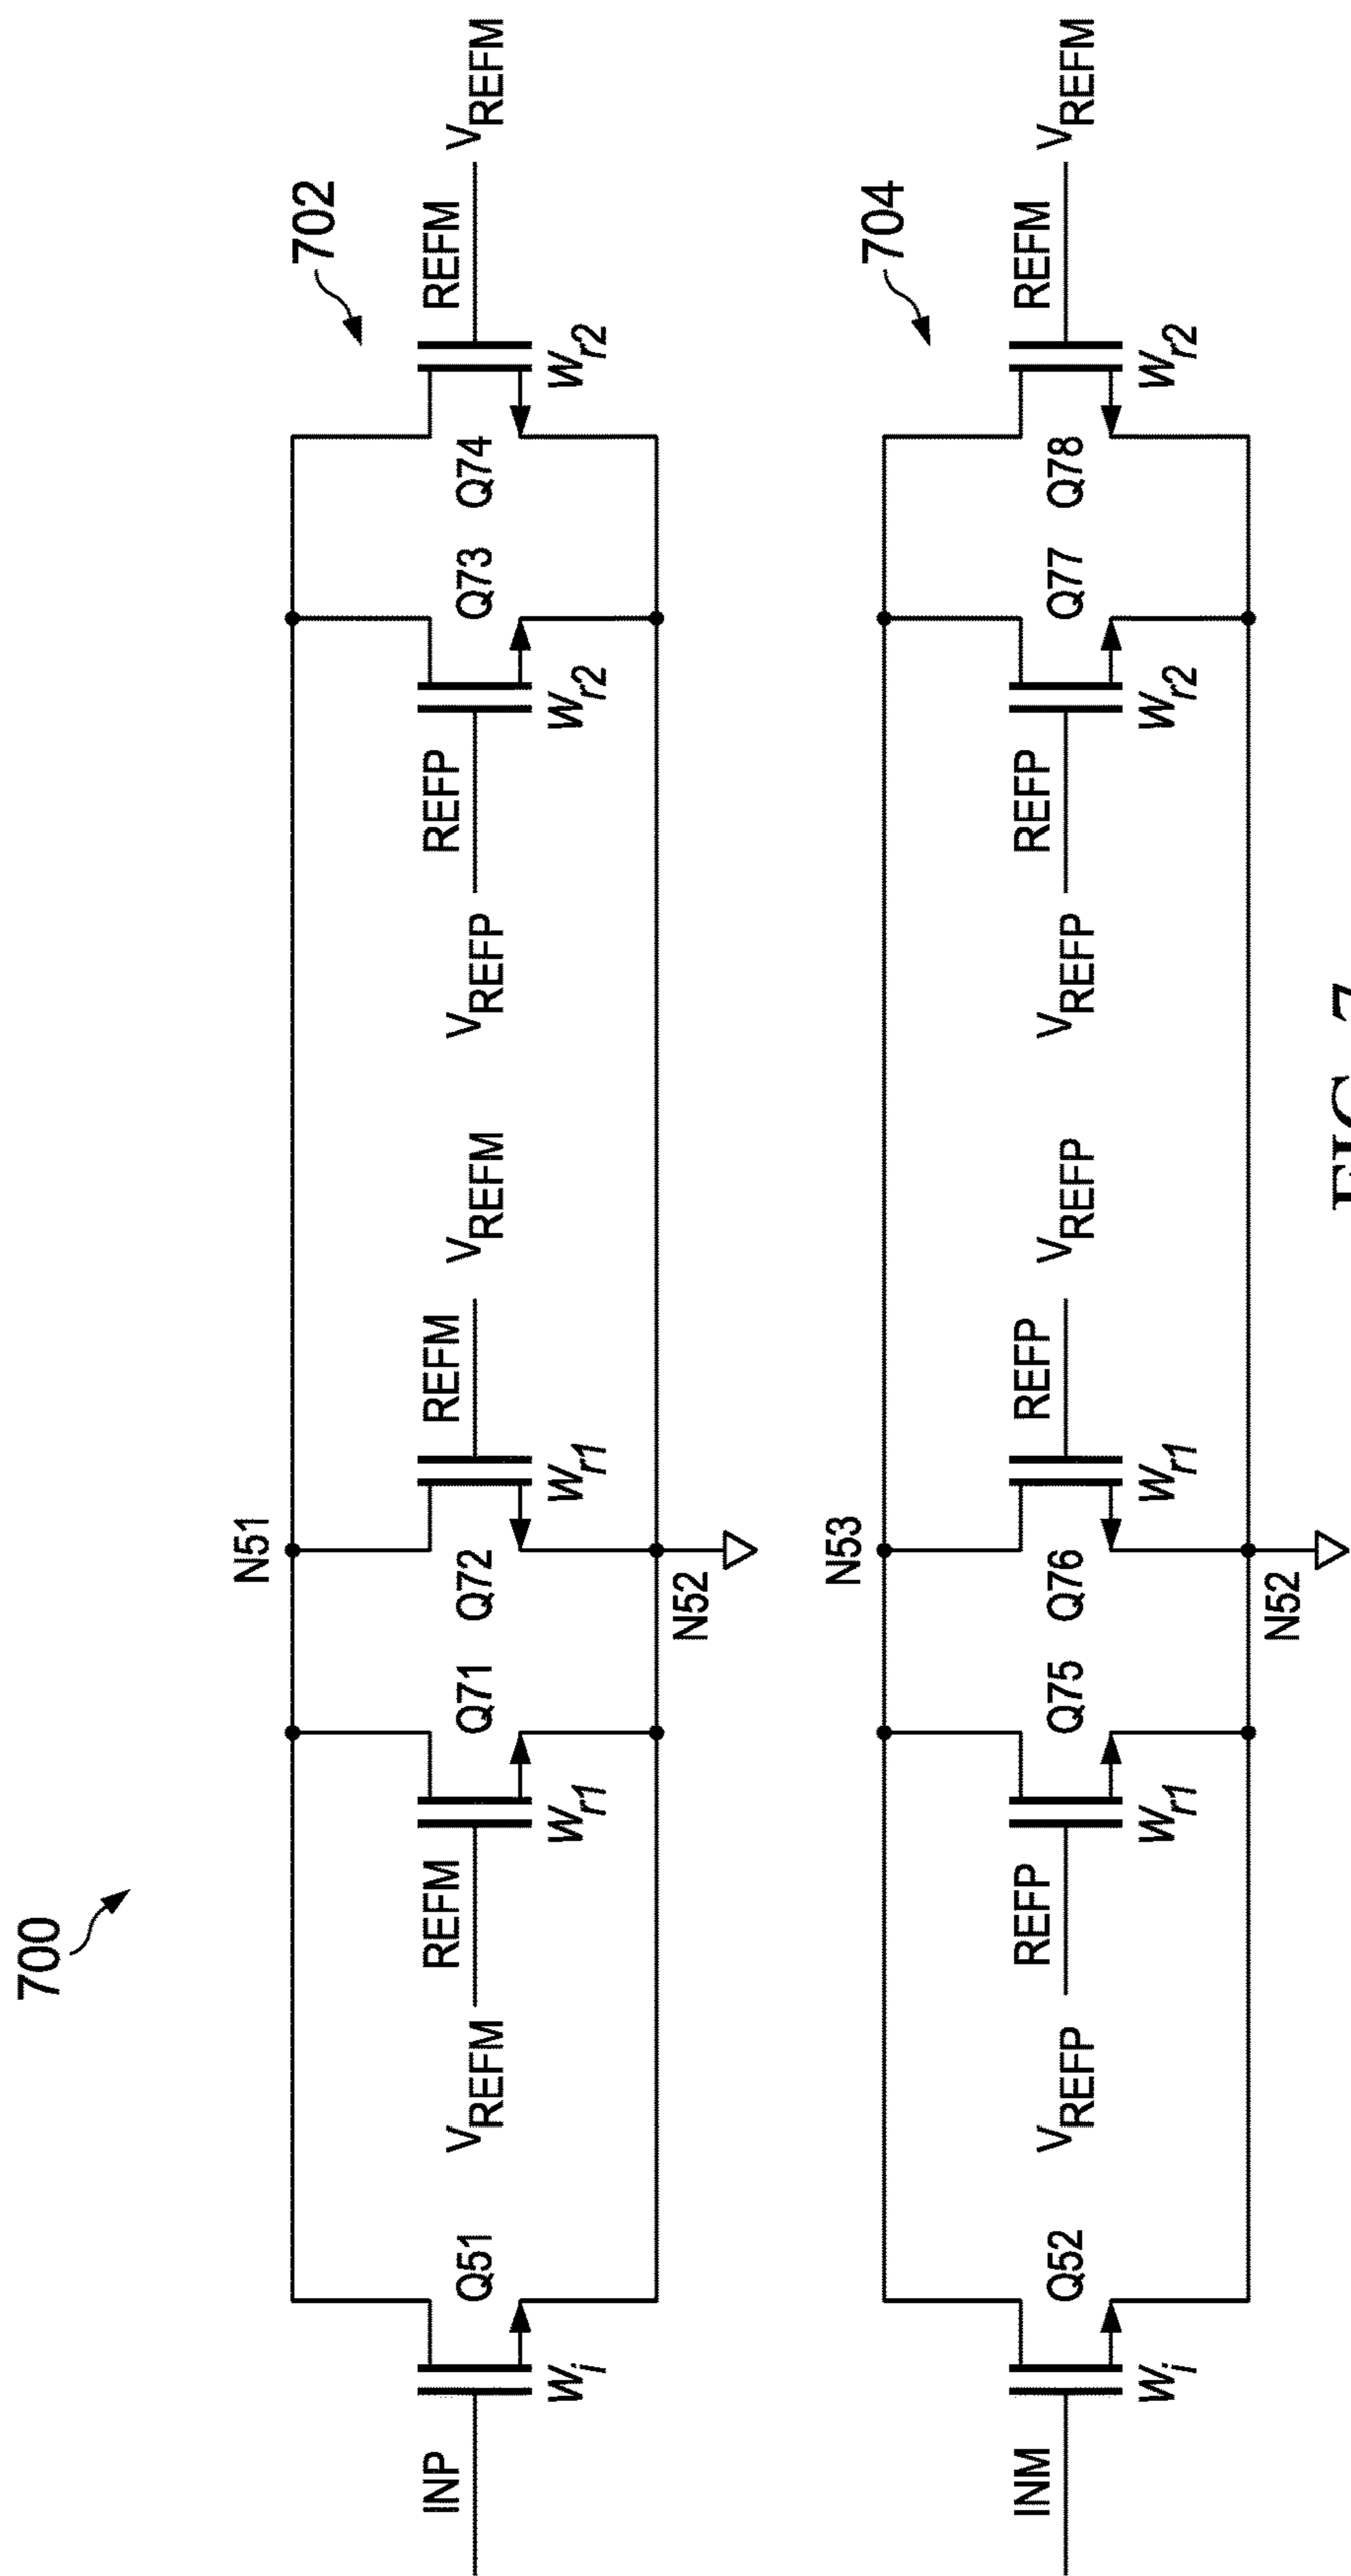 700
N51
702
INP
REFM
REFM
REFP
REFM
Q51
VREFM
Q71
Q72
VREFM
VREFP
Q73
Q74
VREFM
Wi
Wr1
Wr1
Wr2
Wr2
N52
N53
704
INM
REFP
REFP
REFP
REFM
Q52
VREFP
Q75
Q76
VREFP
VREFP
Q77
Q78
VREFM
Wi
Wr1
Wr1
Wr2
Wr2
N52